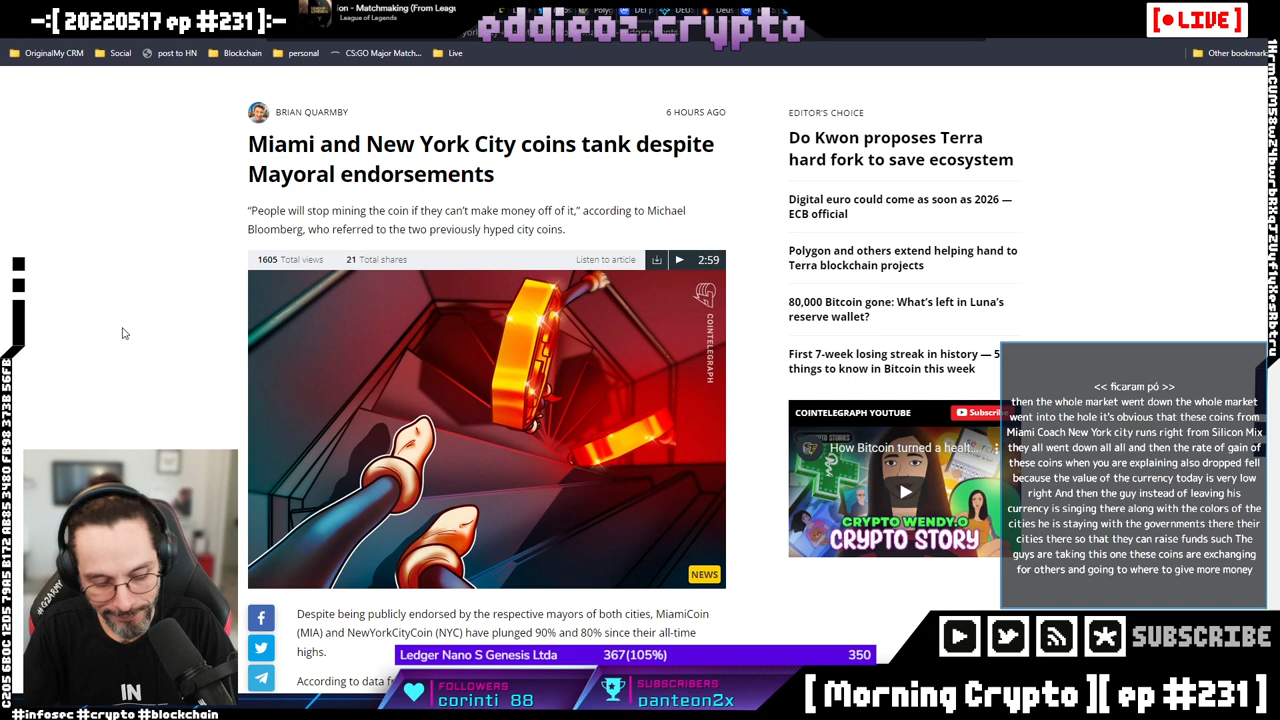 -:[ 20220517 ep #231 ]:-
ion - Matchmaking (From Leagu
League of Legends
eddieoz.crypto
[ • LIVE ]
OriginalMy CRM
Social
post to HN
Blockchain
personal
CS:GO Major Match...
Live
Other bookmark
BRIAN QUARMBY
6 HOURS AGO
Miami and New York City coins tank despite
Mayoral endorsements
“People will stop mining the coin if they can’t make money off of it,” according to Michael
Bloomberg, who referred to the two previously hyped city coins.
1605 Total views
21 Total shares
Listen to article
2:59
COINTELEGRAPH
NEWS
Despite being publicly endorsed by the respective mayors of both cities, MiamiCoin
(MIA) and NewYorkCityCoin (NYC) have plunged 90% and 80% since their all-time
highs.
According to data f
EDITOR’S CHOICE
Do Kwon proposes Terra
hard fork to save ecosystem
Digital euro could come as soon as 2026 —
ECB official
Polygon and others extend helping hand to
Terra blockchain projects
80,000 Bitcoin gone: What’s left in Luna’s
reserve wallet?
First 7-week losing streak in history — 5
things to know in Bitcoin this week
COINTELEGRAPH YOUTUBE
Subscribe
How Bitcoin turned a healt...
CRYPTO WENDY.O
CRYPTO STORY
<< ficaram pó >>
then the whole market went down the whole market
went into the hole it's obvious that these coins from
Miami Coach New York city runs right from Silicon Mix
they all went down all all and then the rate of gain of
these coins when you are explaining also dropped fell
because the value of the currency today is very low
right And then the guy instead of leaving his
currency is singing there along with the colors of the
cities he is staying with the governments there their
cities there so that they can raise funds such The
guys are taking this one these coins are exchanging
for others and going to where to give more money
#G2ARMY
IN
Ledger Nano S Genesis Ltda
367(105%)
350
FOLLOWERS
corinti_88
SUBSCRIBERS
panteon2x
SUBSCRIBE
[ Morning Crypto ][ ep #231 ]
#infosec #crypto #blockchain